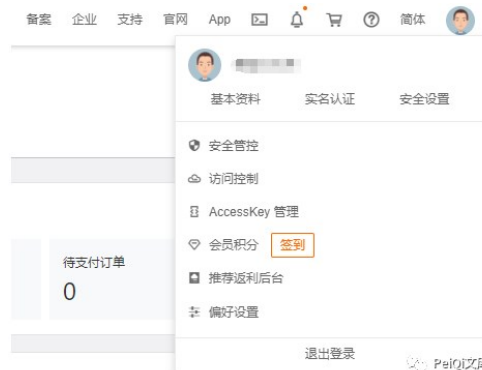 备案 企业 支持 官网 App 简体
基本资料 实名认证 安全设置
安全管控
访问控制
AccessKey 管理
会员积分 签到
推荐返利后台
偏好设置
待支付订单
0
退出登录
PeiQi文库